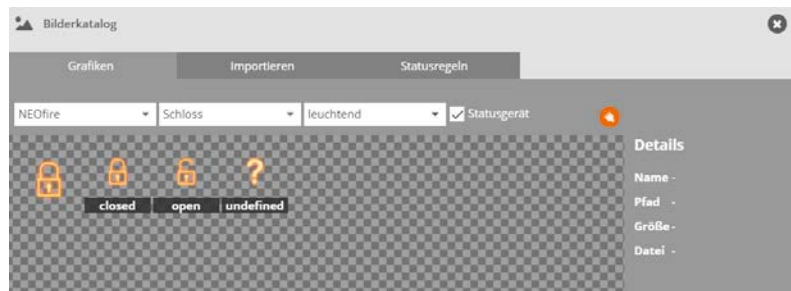 Bilderkatalog
Grafiken Importieren Statusregeln
NEOfire Schloss leuchtend Statusgerät
closed open undefined
Details
Name -
Pfad -
Größe -
Datei -